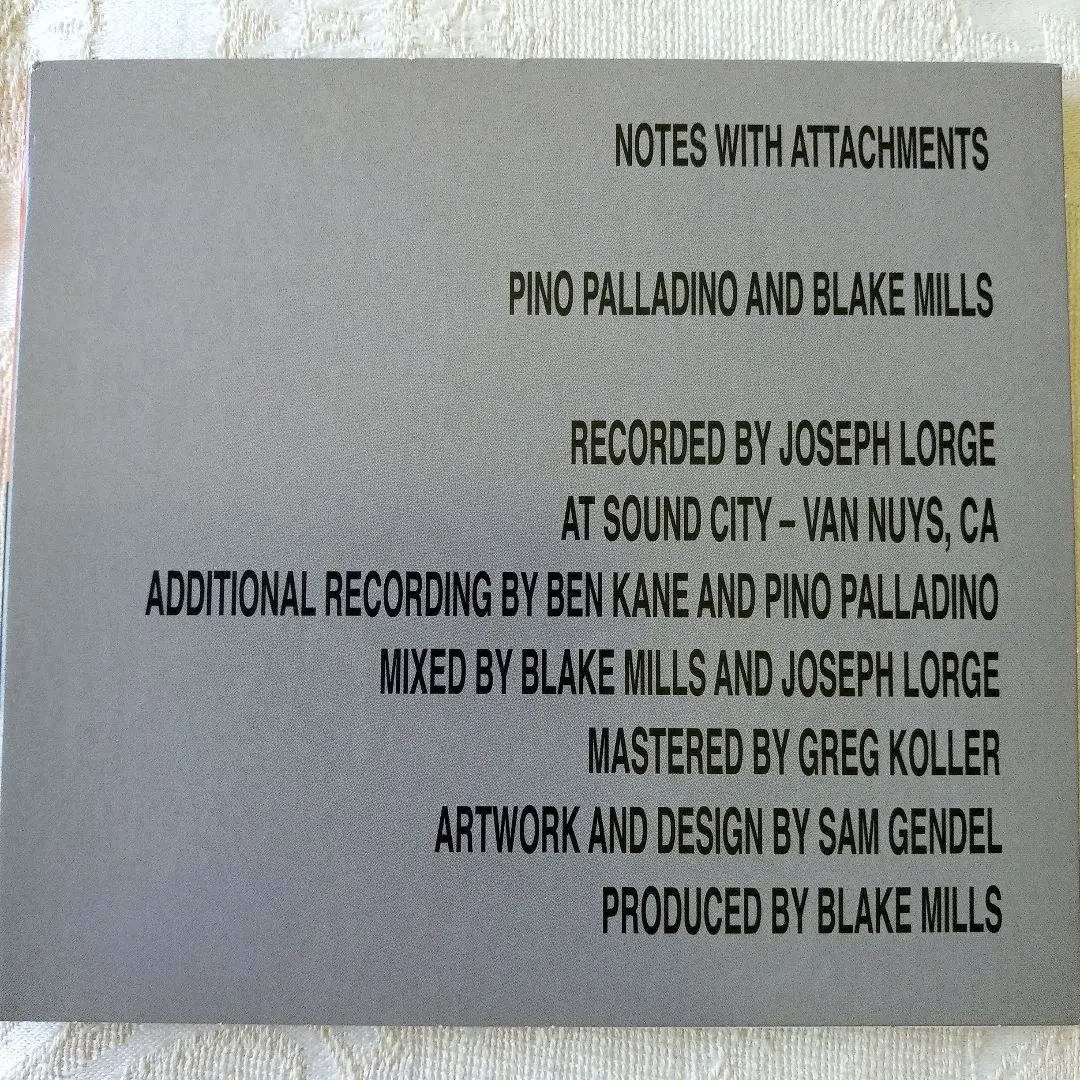 NOTES WITH ATTACHMENTS
PINO PALLADINO AND BLAKE MILLS
RECORDED BY JOSEPH LORGE
AT SOUND CITY – VAN NUYS, CA
ADDITIONAL RECORDING BY BEN KANE AND PINO PALLADINO
MIXED BY BLAKE MILLS AND JOSEPH LORGE
MASTERED BY GREG KOLLER
ARTWORK AND DESIGN BY SAM GENDEL
PRODUCED BY BLAKE MILLS